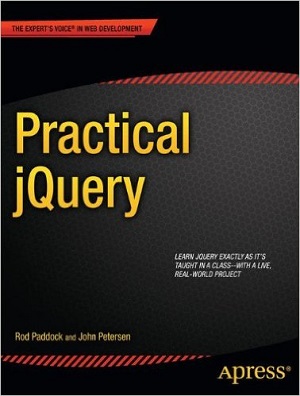 THE EXPERT'S VOICE® IN WEB DEVELOPMENT
Practical
jQuery
LEARN JQUERY EXACTLY AS IT'S
TAUGHT IN A CLASS—WITH A LIVE,
REAL-WORLD PROJECT
Rod Paddock and John Petersen
Apress®